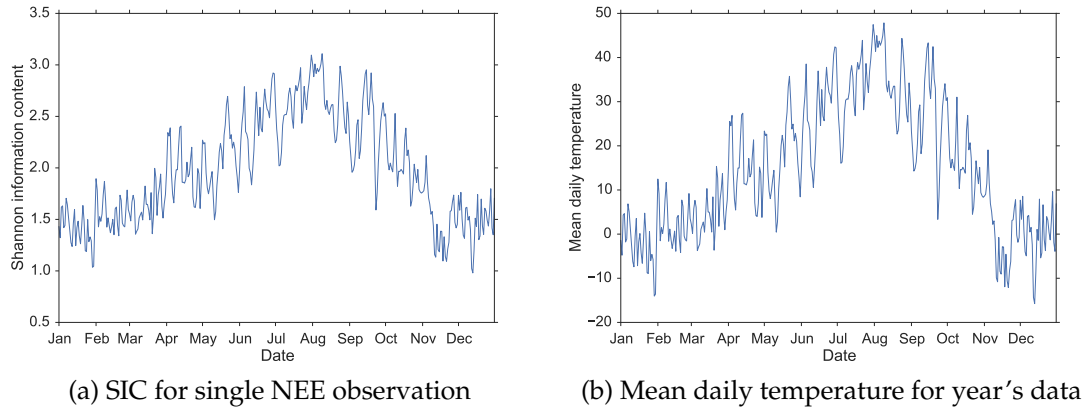 3.5
3.0
2.5
2.0
1.5
1.0
0.5
Shannon information content
Jan Feb Mar Apr May Jun Jul Aug Sep Oct Nov Dec
Date
(a) SIC for single NEE observation
50
40
30
20
10
0
−10
−20
Mean daily temperature
Jan Feb Mar Apr May Jun Jul Aug Sep Oct Nov Dec
Date
(b) Mean daily temperature for year's data